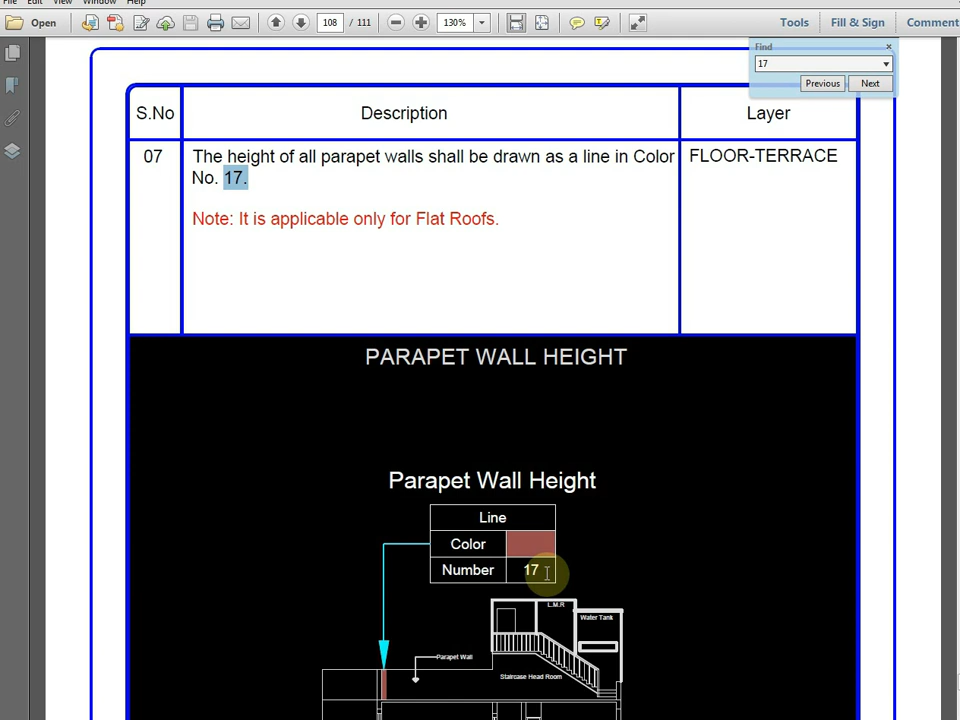 File Edit View Window Help
Open 108 / 111 130% Tools Fill & Sign Comment
Find
17
Previous Next
S.No Description Layer
07 The height of all parapet walls shall be drawn as a line in Color FLOOR-TERRACE
No. 17.
Note: It is applicable only for Flat Roofs.
PARAPET WALL HEIGHT
Parapet Wall Height
Line
Color
Number 17
L.M.R
Water Tank
Parapet Wall
Staircase Head Room